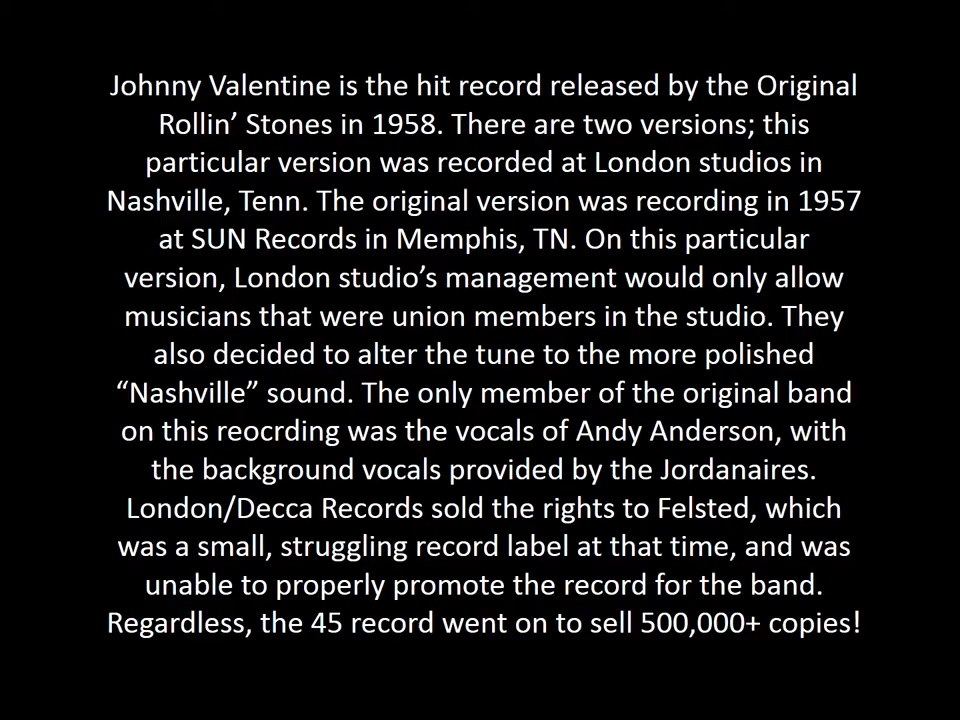 Johnny Valentine is the hit record released by the Original
Rollin’ Stones in 1958. There are two versions; this
particular version was recorded at London studios in
Nashville, Tenn. The original version was recording in 1957
at SUN Records in Memphis, TN. On this particular
version, London studio’s management would only allow
musicians that were union members in the studio. They
also decided to alter the tune to the more polished
“Nashville” sound. The only member of the original band
on this reocrding was the vocals of Andy Anderson, with
the background vocals provided by the Jordanaires.
London/Decca Records sold the rights to Felsted, which
was a small, struggling record label at that time, and was
unable to properly promote the record for the band.
Regardless, the 45 record went on to sell 500,000+ copies!